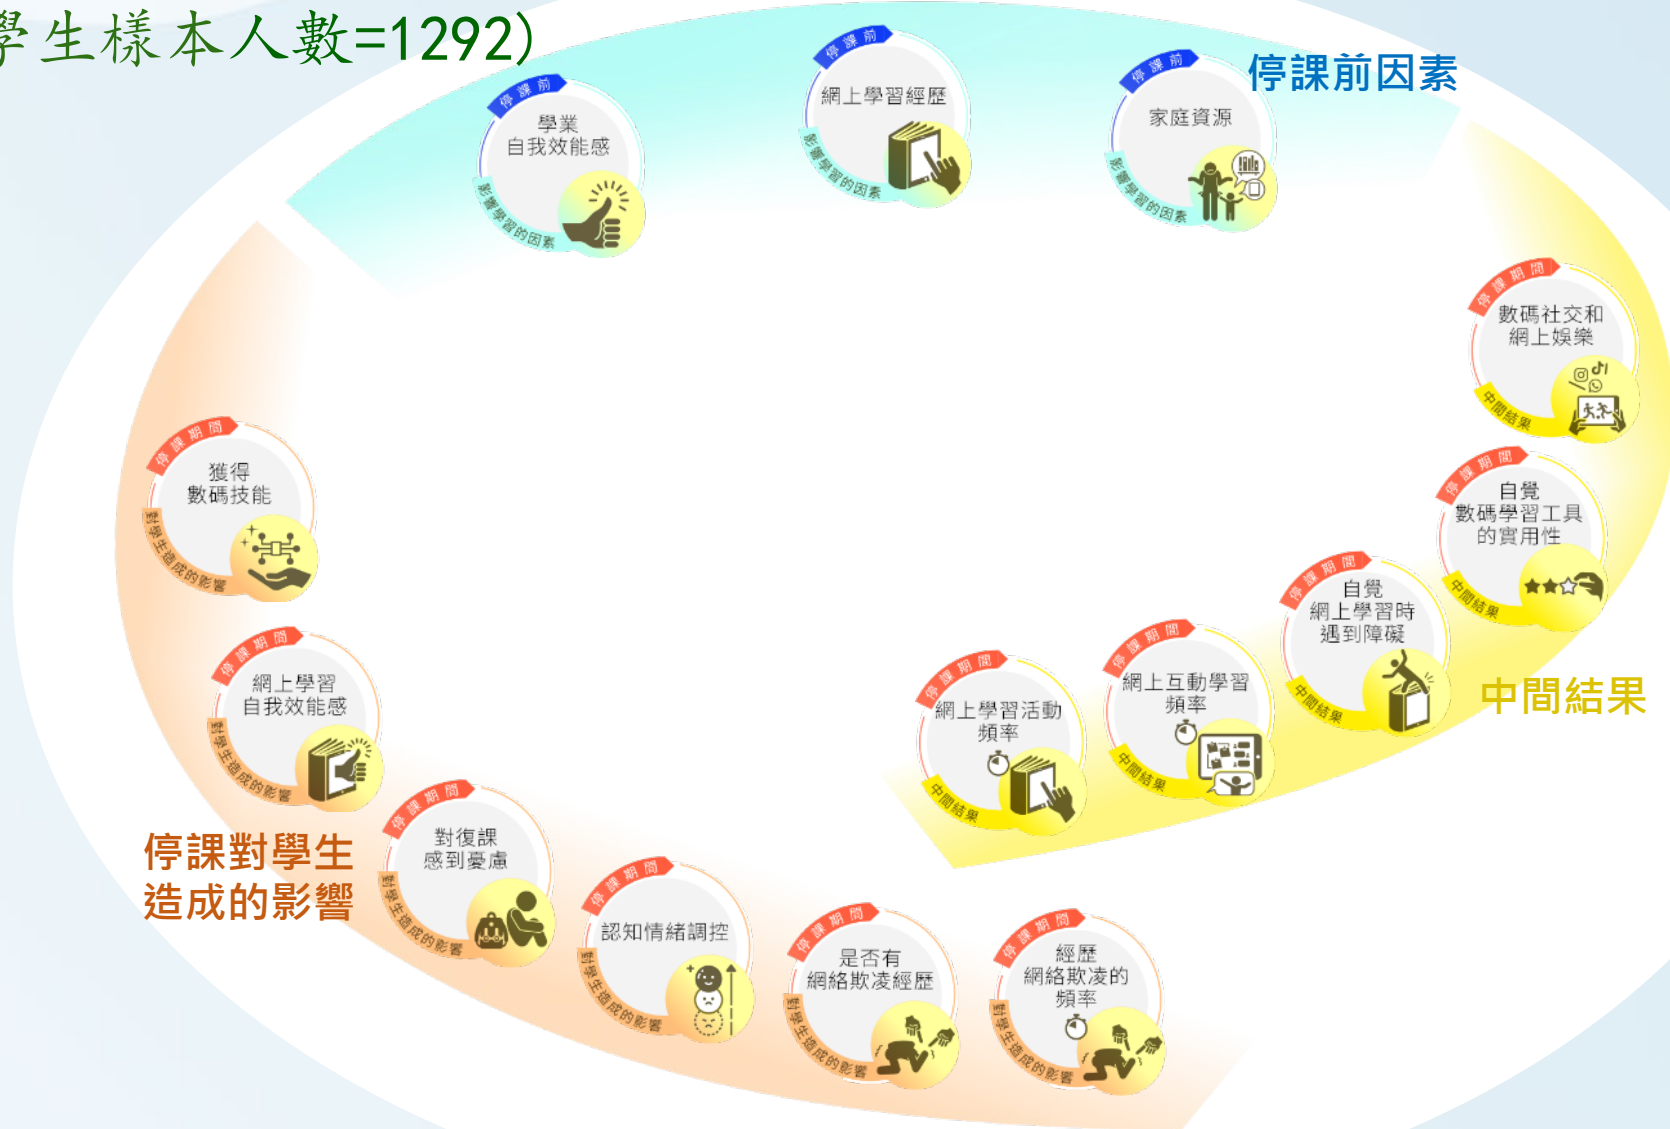 學生樣本人數=1292)
停課前因素
停課前
學業
自我效能感
影響學習的因素
停課前
網上學習經歷
影響學習的因素
停課前
家庭資源
影響學習的因素
停課期間
數碼社交和
網上娛樂
中間結果
停課期間
自覺
數碼學習工具
的實用性
中間結果
停課期間
自覺
網上學習時
遇到障礙
中間結果
停課期間
網上互動學習
頻率
中間結果
停課期間
網上學習活動
頻率
中間結果
中間結果
停課期間
獲得
數碼技能
對學生造成的影響
停課期間
網上學習
自我效能感
對學生造成的影響
停課對學生
造成的影響
停課期間
對復課
感到憂慮
對學生造成的影響
停課期間
認知情緒調控
對學生造成的影響
停課期間
是否有
網絡欺凌經歷
對學生造成的影響
停課期間
經歷
網絡欺凌的
頻率
對學生造成的影響